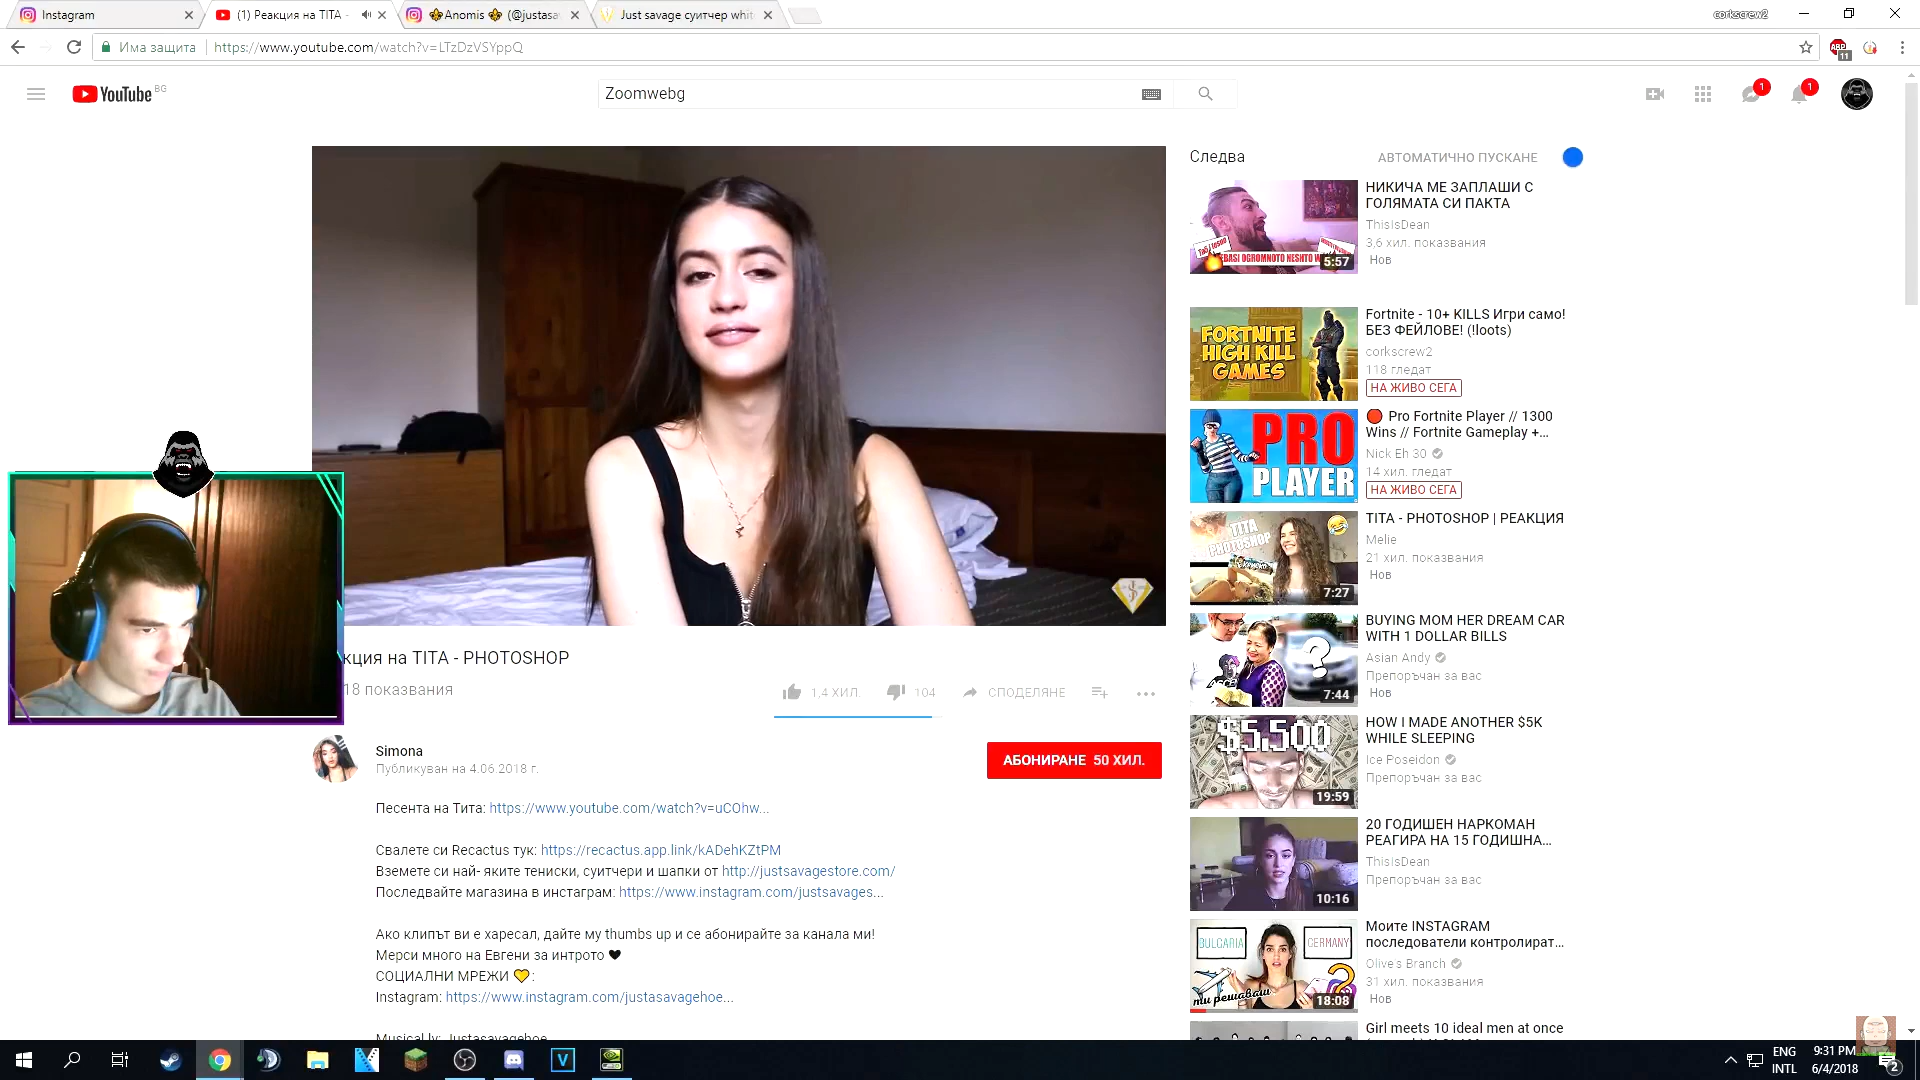 Instagram
(1) Реакция на TITA -
Anomis
(@justasa
Just savage суитчер whit
corkscrew2
Има защита
https://www.youtube.com/watch?v=LTzDzVSYppQ
ABP
11
YouTube BG
Zoomwebg
1
1
кция на TITA - PHOTOSHOP
18 показвания
1,4 ХИЛ.
104
СПОДЕЛЯНЕ
Simona
Публикуван на 4.06.2018 г.
АБОНИРАНЕ 50 ХИЛ.
Песента на Тита: https://www.youtube.com/watch?v=uCOhw...
Свалете си Recactus тук: https://recactus.app.link/kADehKZtPM
Вземете си най- яките тениски, суитчери и шапки от http://justsavagestore.com/
Последвайте магазина в инстаграм: https://www.instagram.com/justsavages...
Ако клипът ви е харесал, дайте му thumbs up и се абонирайте за канала ми!
Мерси много на Евгени за интрото
СОЦИАЛНИ МРЕЖИ :
Instagram: https://www.instagram.com/justasavagehoe...
Musical.ly: Justasavagehoe
Следва
АВТОМАТИЧНО ПУСКАНЕ
НИКИЧА МЕ ЗАПЛАШИ С
ГОЛЯМАТА СИ ПАКТА
ThisIsDean
3,6 хил. показвания
Нов
5:57
FORTNITE
HIGH KILL
GAMES
Fortnite - 10+ KILLS Игри само!
БЕЗ ФЕЙЛОВЕ! (!loots)
corkscrew2
118 гледат
НА ЖИВО СЕГА
PRO
PLAYER
Pro Fortnite Player // 1300
Wins // Fortnite Gameplay +...
Nick Eh 30
14 хил. гледат
НА ЖИВО СЕГА
TITA
PHOTOSHOP
7:27
TITA - PHOTOSHOP | РЕАКЦИЯ
Melie
21 хил. показвания
Нов
?
7:44
BUYING MOM HER DREAM CAR
WITH 1 DOLLAR BILLS
Asian Andy
Препоръчан за вас
Нов
$5,500
19:59
HOW I MADE ANOTHER $5K
WHILE SLEEPING
Ice Poseidon
Препоръчан за вас
10:16
20 ГОДИШЕН НАРКОМАН
РЕАГИРА НА 15 ГОДИШНА...
ThisIsDean
Препоръчан за вас
BULGARIA
GERMANY
?
ти решаваш
18:08
Моите INSTAGRAM
последователи контролират...
Olive's Branch
31 хил. показвания
Нов
Girl meets 10 ideal men at once
ENG
INTL
9:31 PM
6/4/2018
2